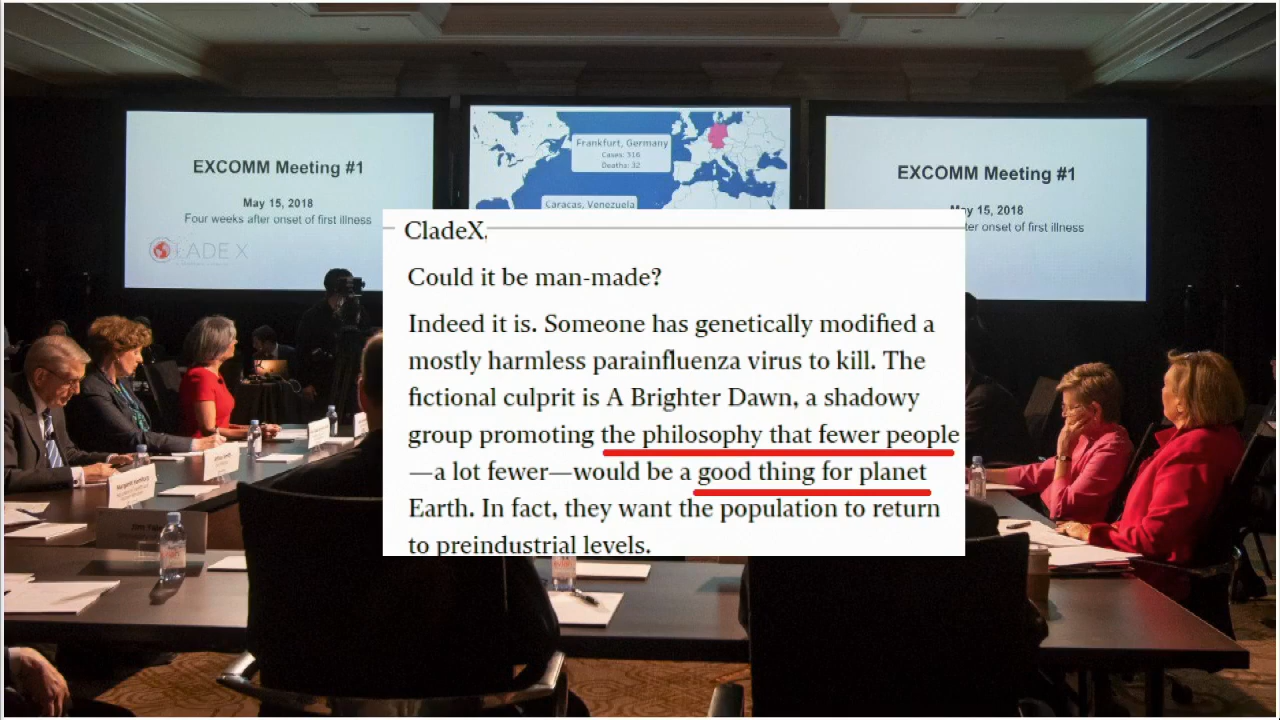 EXCOMM Meeting #1
May 15, 2018
Four weeks after onset of first illness
LADE X
Frankfurt, Germany
Cases: 316
Deaths: 32
Caracas, Venezuela
EXCOMM Meeting #1
May 15, 2018
ter onset of first illness
CladeX.
Could it be man-made?
Indeed it is. Someone has genetically modified a
mostly harmless parainfluenza virus to kill. The
fictional culprit is A Brighter Dawn, a shadowy
group promoting the philosophy that fewer people
—a lot fewer—would be a good thing for planet
Earth. In fact, they want the population to return
to preindustrial levels.
Margaret Hamburg